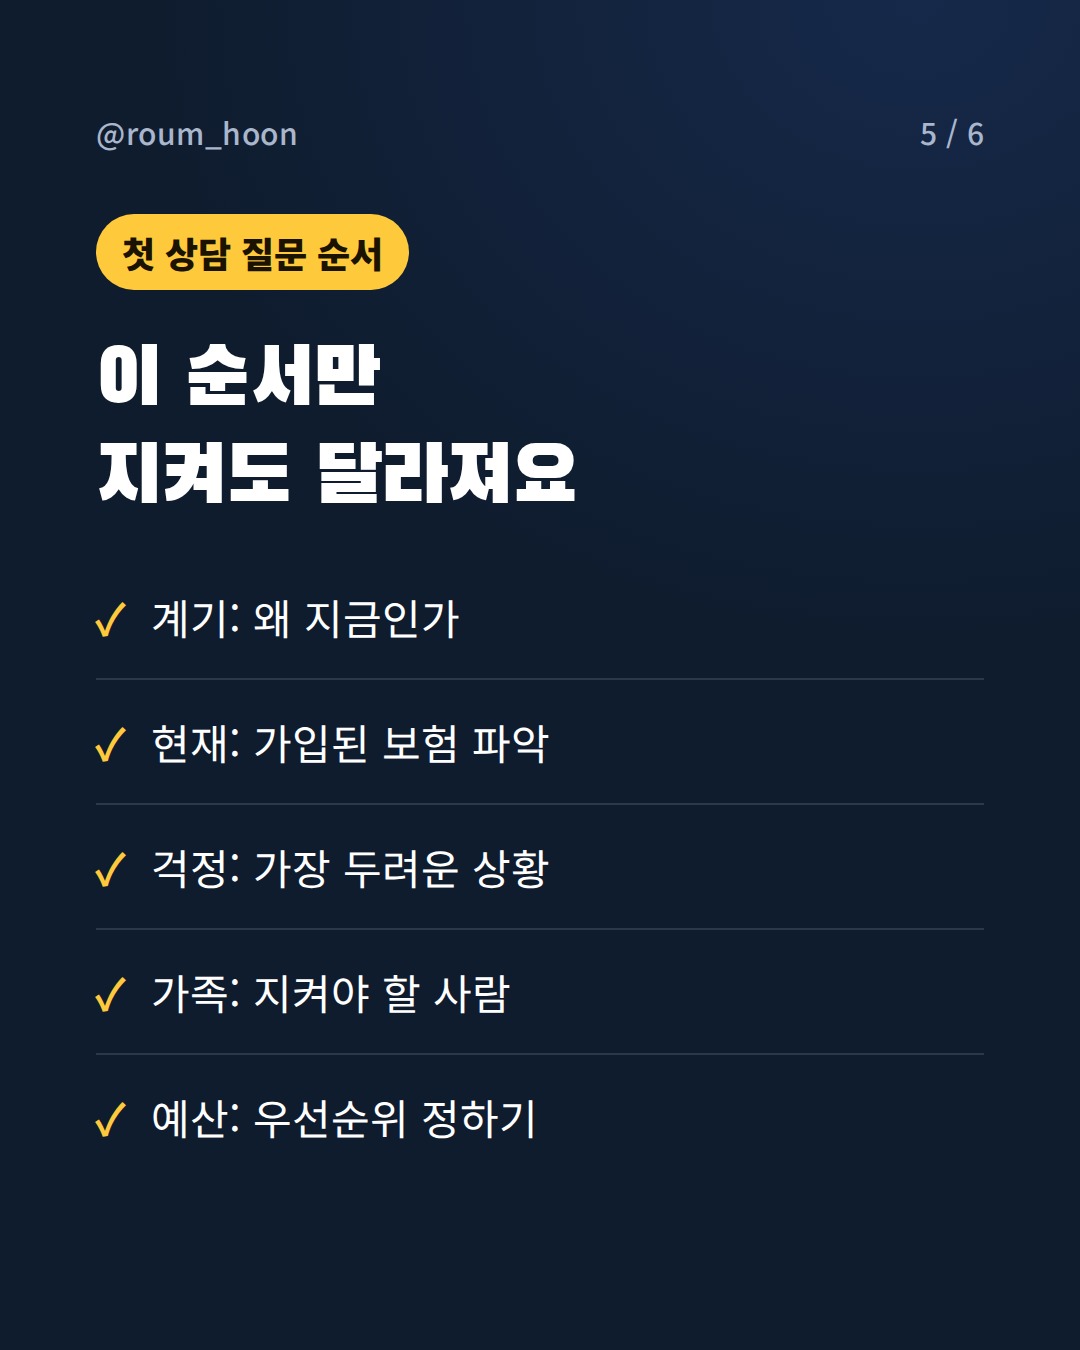 @roum_hoon
5 / 6
첫 상담 질문 순서
이 순서만
지켜도 달라져요
✓ 계기: 왜 지금인가
✓ 현재: 가입된 보험 파악
✓ 걱정: 가장 두려운 상황
✓ 가족: 지켜야 할 사람
✓ 예산: 우선순위 정하기